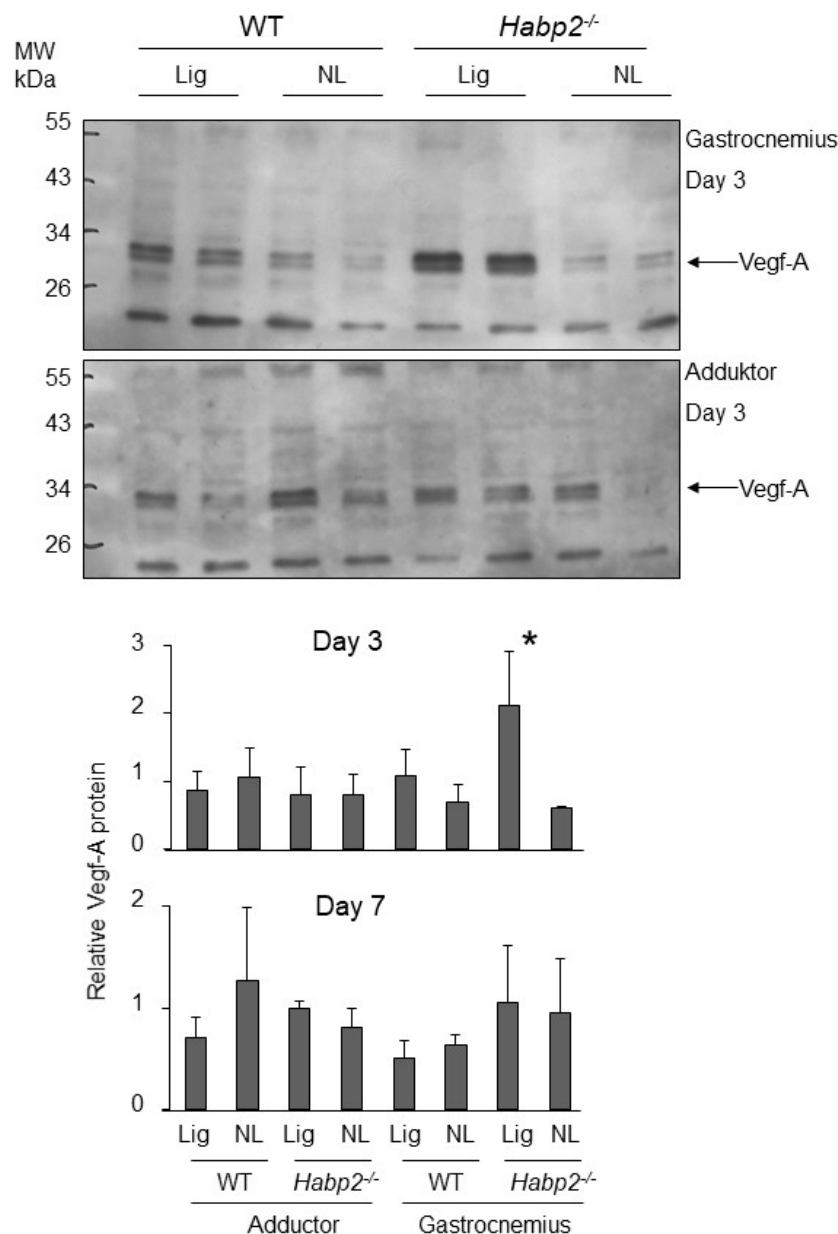 WT Habp2-/-
MW
kDa
Lig NL Lig NL
55
43
34
26
Gastrocnemius
Day 3
Vegf-A
55
43
34
26
Adduktor
Day 3
Vegf-A
Relative Vegf-A protein
Day 3 *
3
2
1
0
Day 7
2
1
0
Lig NL Lig NL Lig NL Lig NL
WT Habp2-/- WT Habp2-/-
Adductor Gastrocnemius